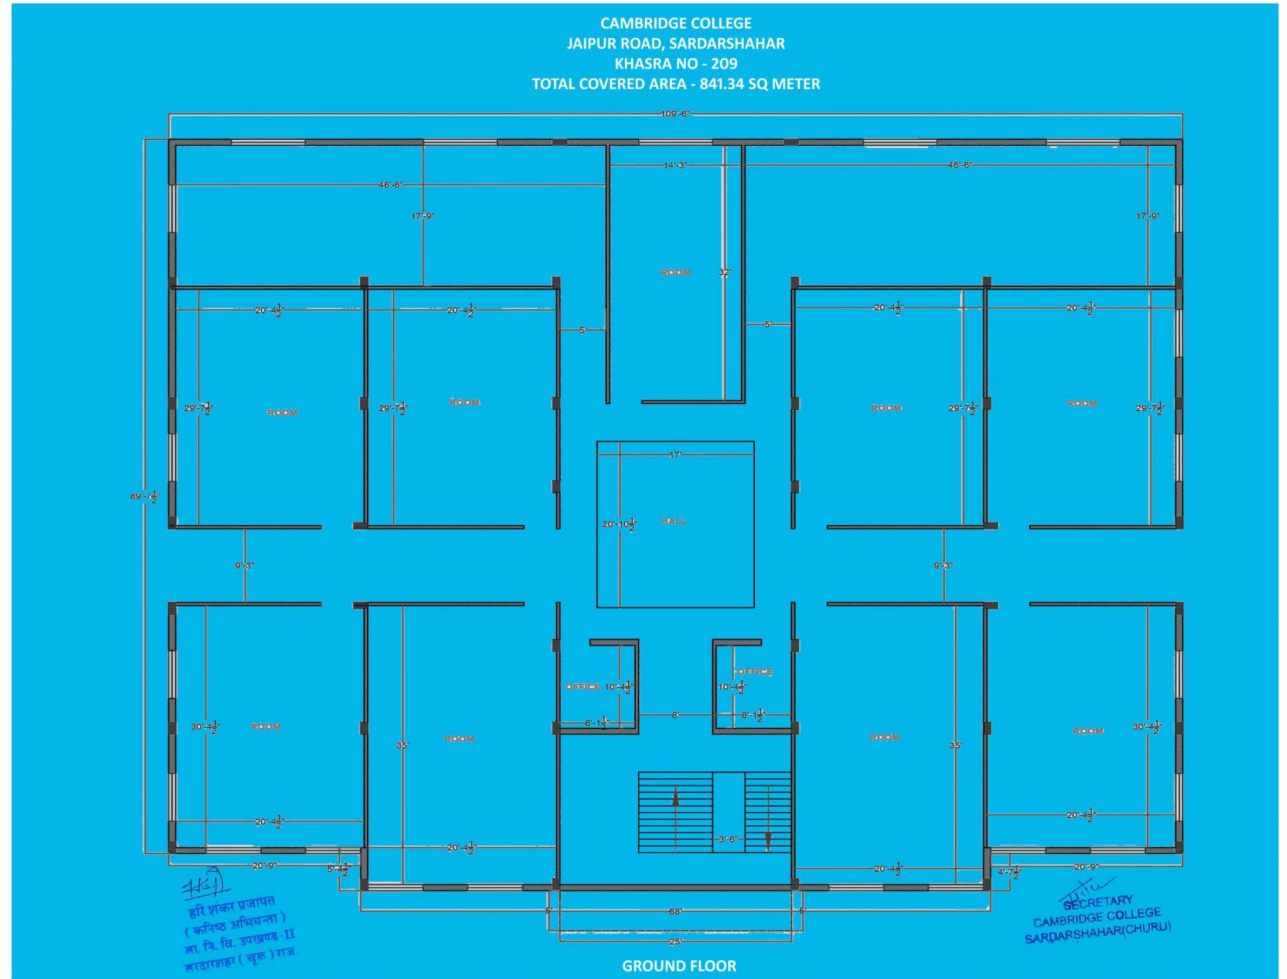 CAMBRIDGE COLLEGE
JAIPUR ROAD, SARDARSHAHAR
KHASRA NO - 209
TOTAL COVERED AREA - 841.34 SQ METER
109'-6"
14'-3" 46'-6"
46'-6"
17'-9" 17'-9"
ROOM 32'
20'-4½" 20'-4½" 20'-4½" 20'-4½"
5' 5'
29'-7½" ROOM 29'-7½" ROOM ROOM 29'-7½" ROOM 29'-7½"
17'
89'-7½"
20'-10½" HALL
9'-3" 9'-3"
OFFICE 10'-4½" 10'-4½" OFFICE
6'
30'-4½" ROOM ROOM ROOM ROOM 30'-4½"
35' 35'
3'-6"
20'-4½" 20'-4½" 20'-4½" 20'-4½"
20'-9" 5'-4½" 4'-7½" 20'-9"
5' 68' 5'
25'
हरि शंकर प्रजापत
( कनिष्ठ अभियन्ता )
सा. नि. वि. उपखण्ड-II
सरदारशहर ( चूरू ) राज.
SECRETARY
CAMBRIDGE COLLEGE
SARDARSHAHAR(CHURU)
GROUND FLOOR